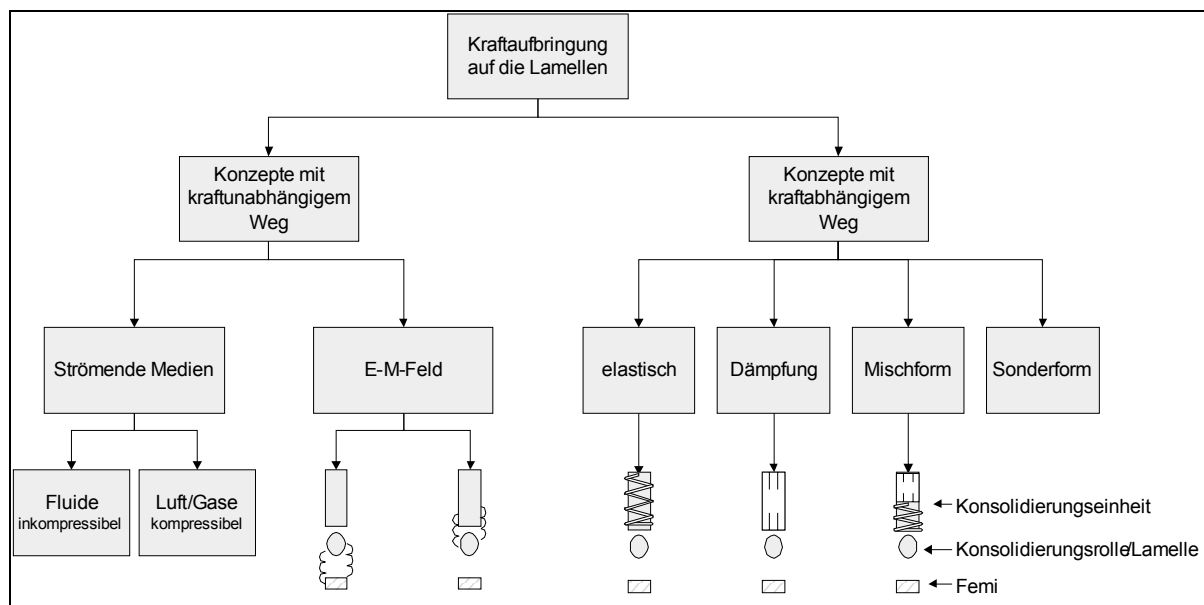 Kraftaufbringung
auf die Lamellen
Konzepte mit
kraftunabhängigem
Weg
Konzepte mit
kraftabhängigem
Weg
Strömende Medien
E-M-Feld
elastisch
Dämpfung
Mischform
Sonderform
Fluide
inkompressibel
Luft/Gase
kompressibel
Konsolidierungseinheit
Konsolidierungsrolle/Lamelle
Femi